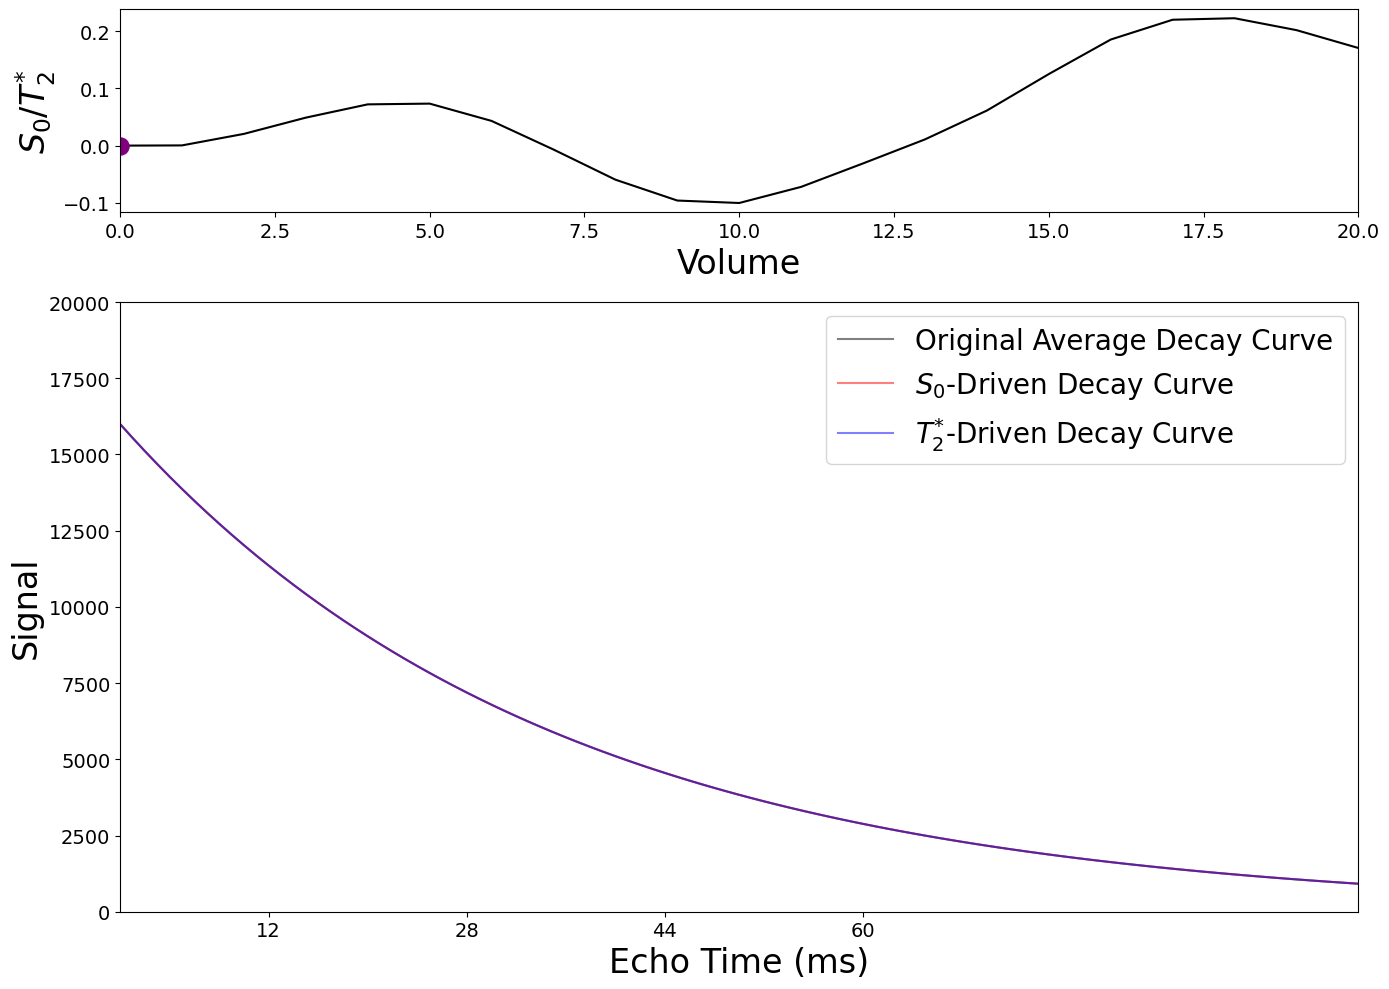 0.2
0.1
0.0
−0.1
S₀/T₂*
0.0 2.5 5.0 7.5 10.0 12.5 15.0 17.5 20.0
Volume
20000
17500
15000
12500
10000
7500
5000
2500
0
Signal
Original Average Decay Curve
S₀-Driven Decay Curve
T₂*-Driven Decay Curve
12 28 44 60
Echo Time (ms)